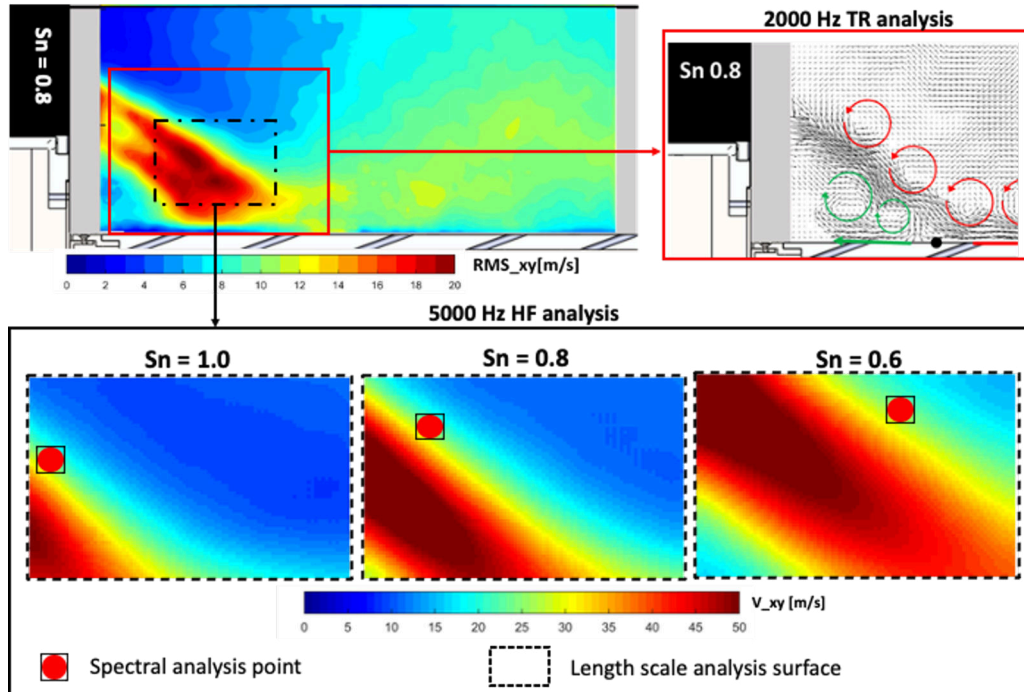 2000 Hz TR analysis
Sn = 0.8
Sn 0.8
RMS_xy[m/s]
0 2 4 6 8 10 12 14 16 18 20
5000 Hz HF analysis
Sn = 1.0 Sn = 0.8 Sn = 0.6
V_xy [m/s]
0 5 10 15 20 25 30 35 40 45 50
Spectral analysis point
Length scale analysis surface